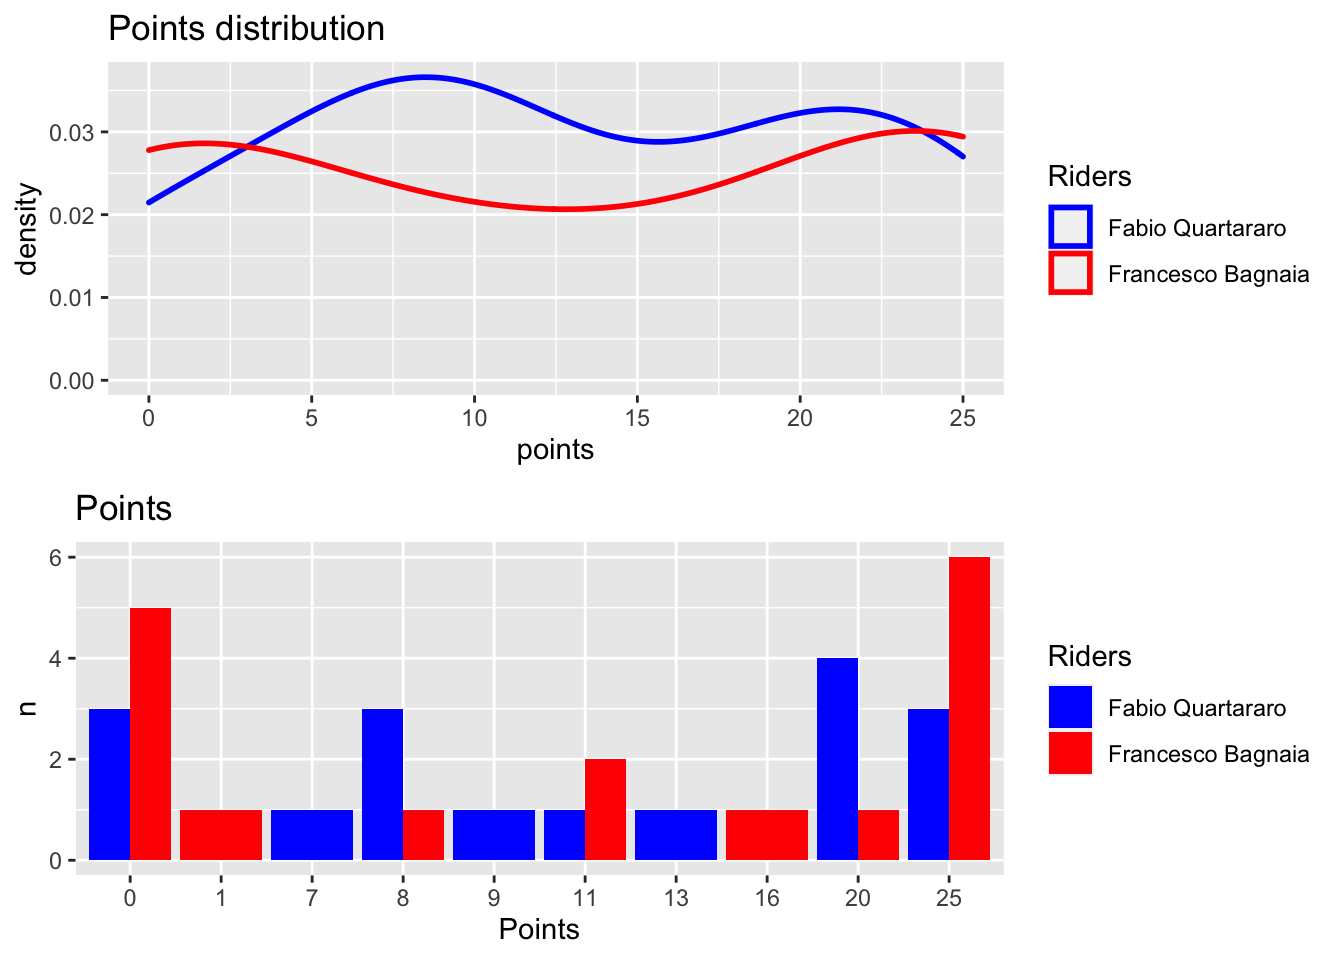 Points distribution
density
0.03
0.02
0.01
0.00
0 5 10 15 20 25
points
Riders
Fabio Quartararo
Francesco Bagnaia
Points
n
6
4
2
0
0 1 7 8 9 11 13 16 20 25
Points
Riders
Fabio Quartararo
Francesco Bagnaia